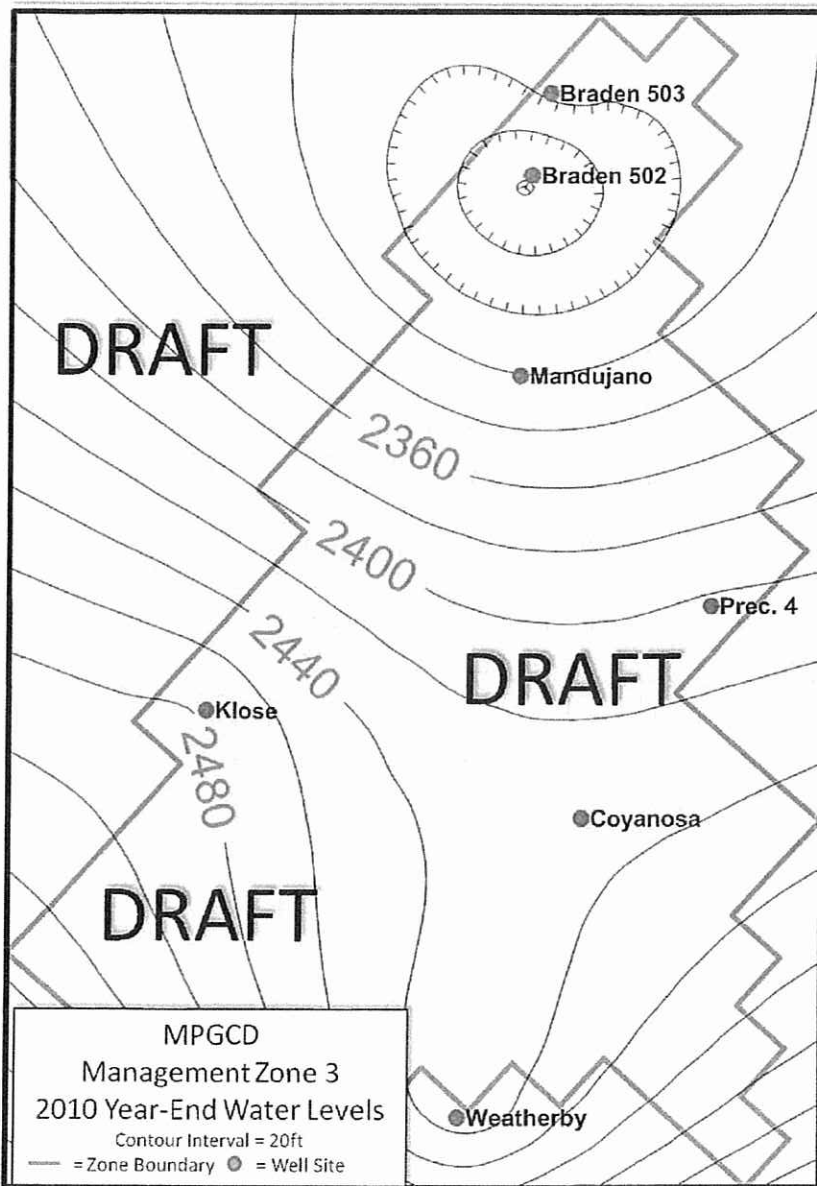 Braden 503
Braden 502
DRAFT
Mandujano
2360
2400
Prec. 4
2440
DRAFT
Klose
2480
Coyanosa
DRAFT
MPGCD
Management Zone 3
2010 Year-End Water Levels
Contour Interval = 20ft
= Zone Boundary = Well Site
Weatherby